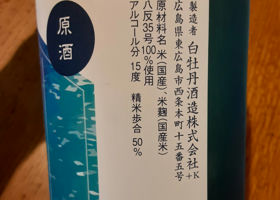 原酒
製造者 白牡丹酒造株式会社+K
広島県東広島市西条本町十五番五号
原材料名 米(国産)、米麹(国産米)
八反35号100%使用
アルコール分 15度 精米歩合 50%